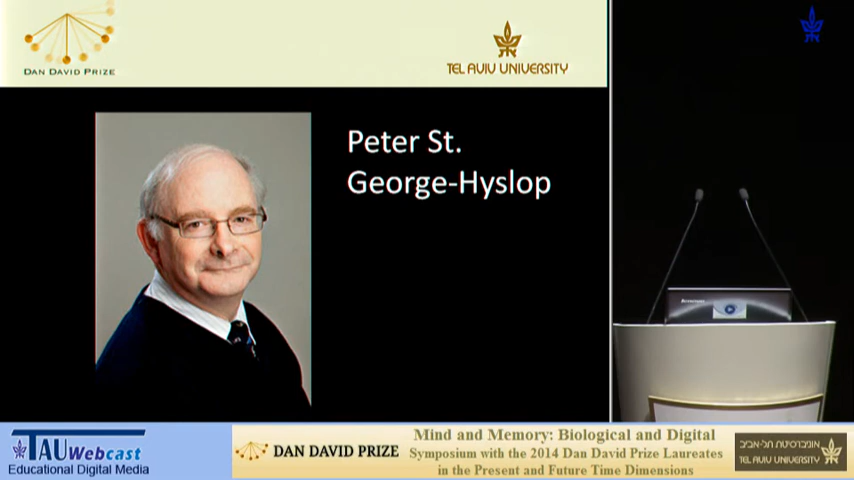 DAN DAVID PRIZE
TEL AVIV UNIVERSITY
Peter St.
George-Hyslop
TAU Webcast
Educational Digital Media
DAN DAVID PRIZE
Mind and Memory: Biological and Digital
Symposium with the 2014 Dan David Prize Laureates
in the Present and Future Time Dimensions
אוניברסיטת תל-אביב
TEL AVIV UNIVERSITY